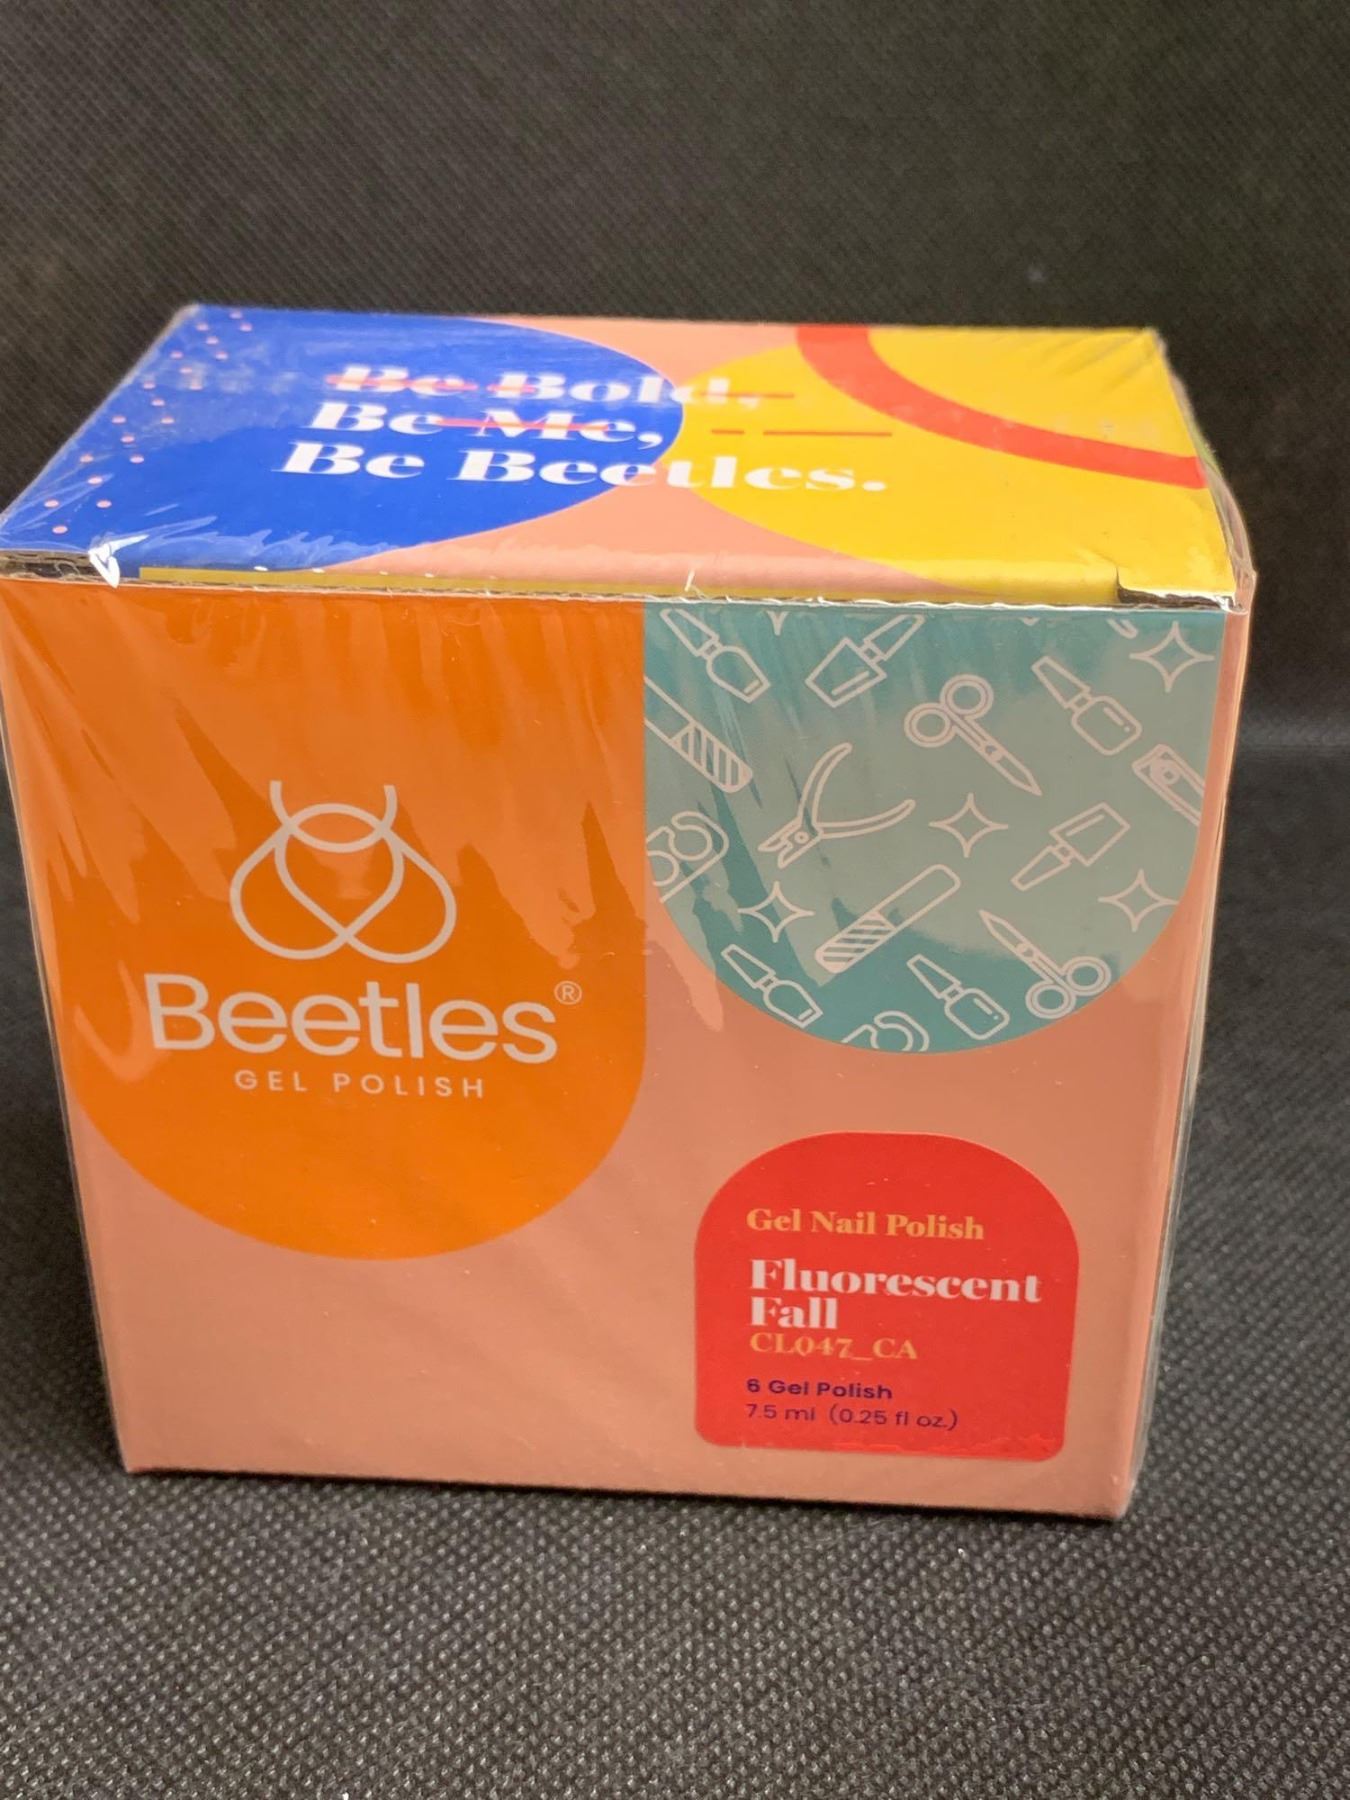 Be Bold,
Be Me,
Be Beetles.
Beetles®
GEL POLISH
Gel Nail Polish
Fluorescent
Fall
CL047_CA
6 Gel Polish
7.5 ml (0.25 fl oz.)